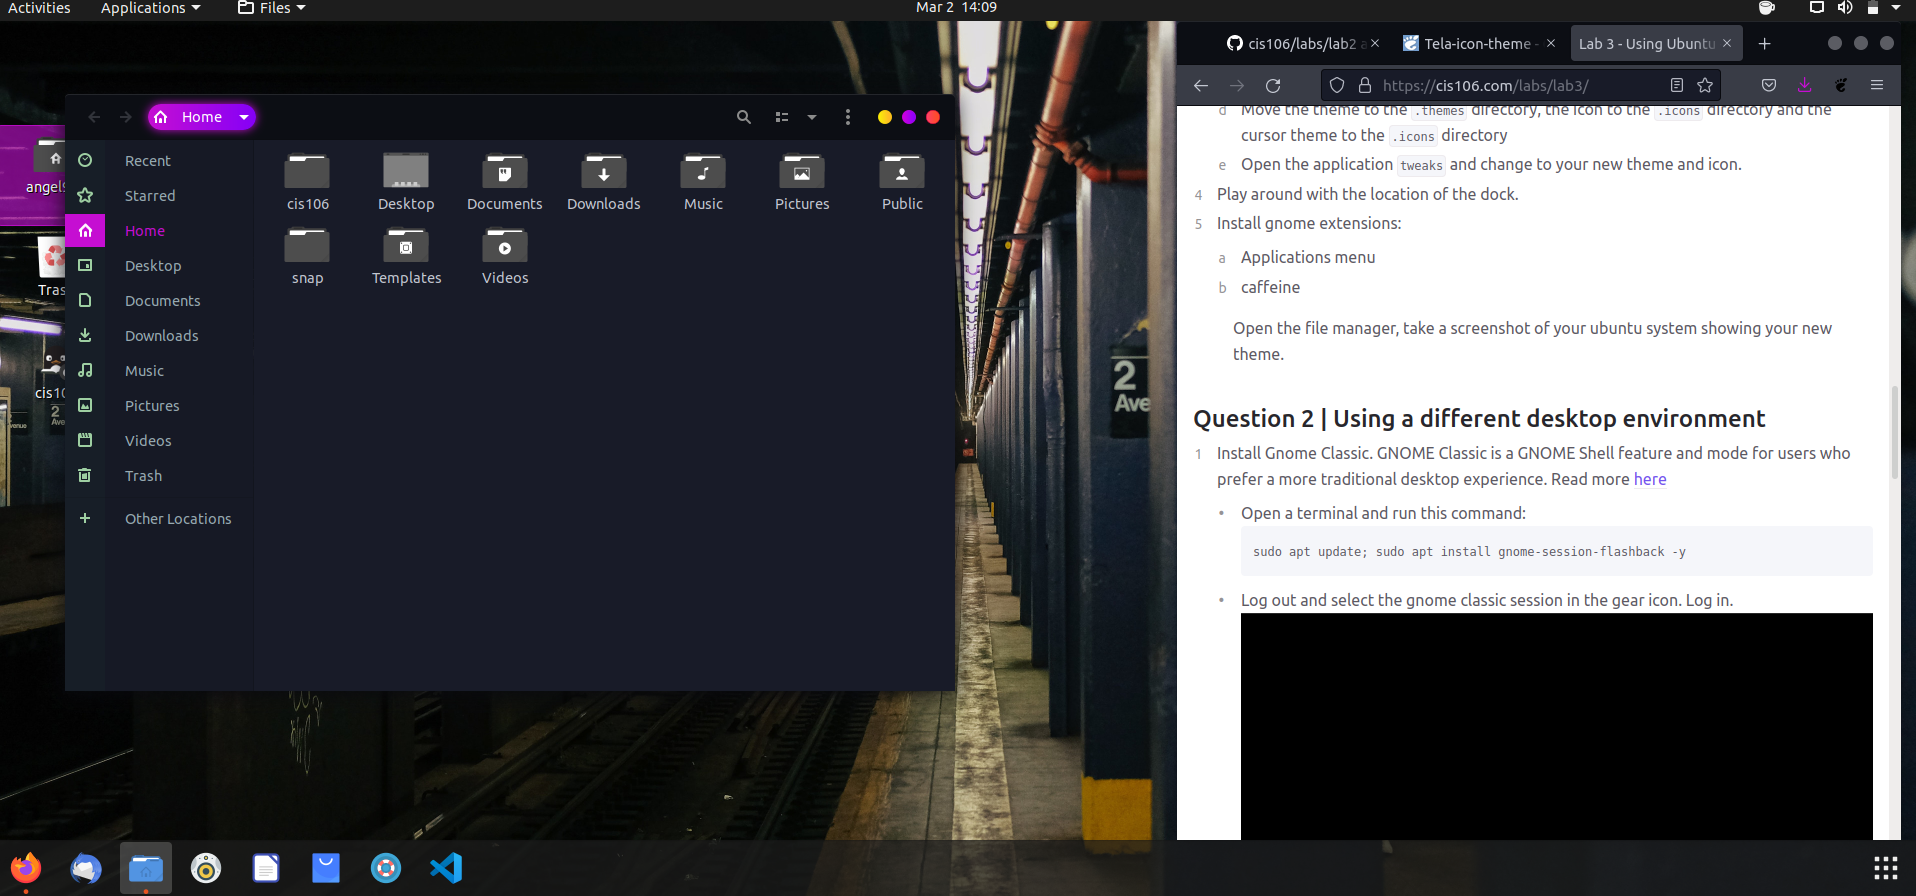 Activities Applications Files Mar 2 14:09
cis106/labs/lab2 a Tela-icon-theme - Lab 3 - Using Ubuntu
https://cis106.com/labs/lab3/
Home
Recent
Starred
Home
Desktop
Documents
Downloads
Music
Pictures
Videos
Trash
Other Locations
cis106 Desktop Documents Downloads Music Pictures Public
snap Templates Videos
angel9
Tras
cis10
2
Ave
2
Ave
d Move the theme to the .themes directory, the icon to the .icons directory and the
cursor theme to the .icons directory
e Open the application tweaks and change to your new theme and icon.
4 Play around with the location of the dock.
5 Install gnome extensions:
a Applications menu
b caffeine
Open the file manager, take a screenshot of your ubuntu system showing your new
theme.
Question 2 | Using a different desktop environment
1 Install Gnome Classic. GNOME Classic is a GNOME Shell feature and mode for users who
prefer a more traditional desktop experience. Read more here
• Open a terminal and run this command:
sudo apt update; sudo apt install gnome-session-flashback -y
• Log out and select the gnome classic session in the gear icon. Log in.